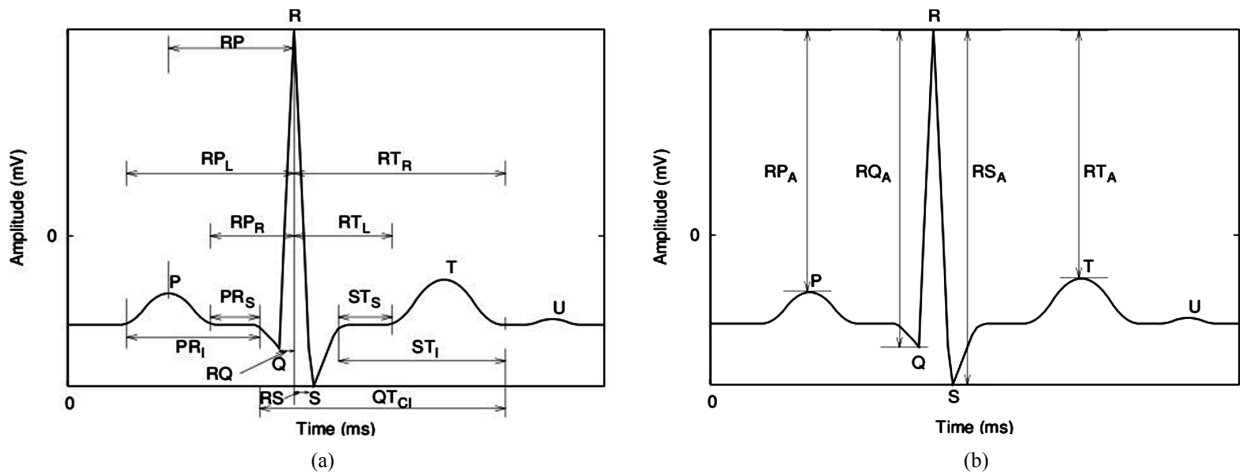 R
RP
RP_L
RT_R
RP_R
RT_L
P
T
PR_S
ST_S
U
PR_I
ST_I
Q
RQ
RS
S
QT_CI
Amplitude (mV)
0
0
Time (ms)
(a)
R
RP_A
RQ_A
RS_A
RT_A
P
T
U
Q
S
Amplitude (mV)
0
0
Time (ms)
(b)